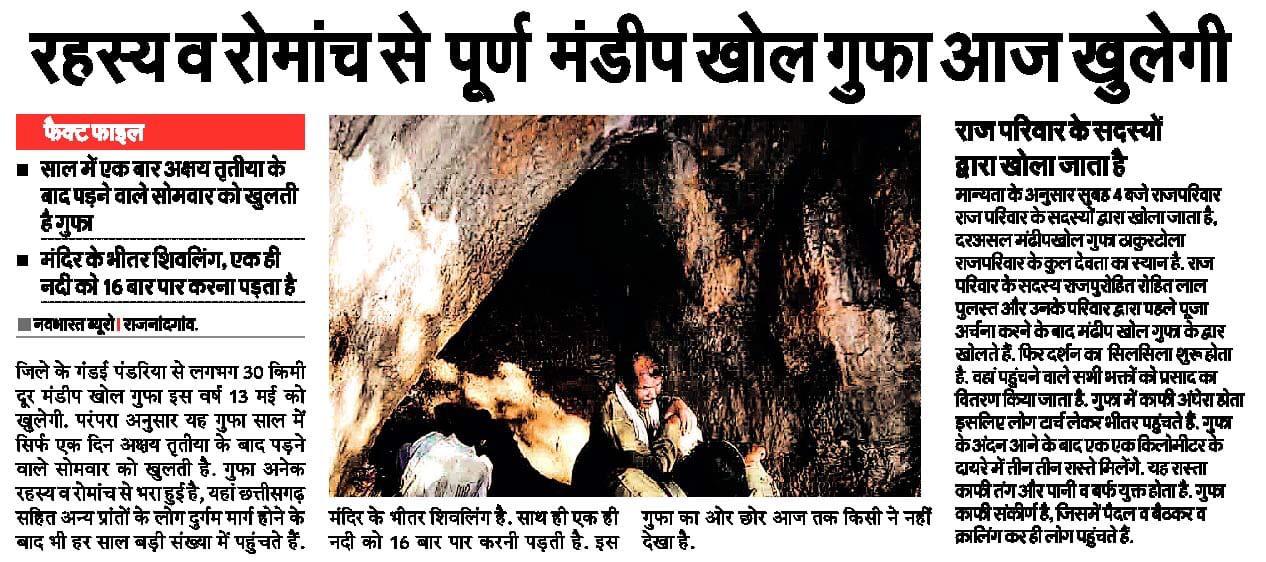 रहस्य व रोमांच से पूर्ण मंडीप खोल गुफा आज खुलेगी
फैक्ट फाइल
■ साल में एक बार अक्षय तृतीया के
बाद पड़ने वाले सोमवार को खुलती
है गुफा
■ मंदिर के भीतर शिवलिंग, एक ही
नदी को 16 बार पार करना पड़ता है
■ नवभारत ब्यूरो। राजनांदगांव.
जिले के गंडई पंडरिया से लगभग 30 किमी
दूर मंडीप खोल गुफा इस वर्ष 13 मई को
खुलेगी. परंपरा अनुसार यह गुफा साल में
सिर्फ एक दिन अक्षय तृतीया के बाद पड़ने
वाले सोमवार को खुलती है. गुफा अनेक
रहस्य व रोमांच से भरा हुई है, यहां छत्तीसगढ़
सहित अन्य प्रांतों के लोग दुर्गम मार्ग होने के
बाद भी हर साल बड़ी संख्या में पहुंचते हैं.
मंदिर के भीतर शिवलिंग है. साथ ही एक ही
नदी को 16 बार पार करनी पड़ती है. इस
गुफा का ओर छोर आज तक किसी ने नहीं
देखा है.
राज परिवार के सदस्यों
द्वारा खोला जाता है
मान्यता के अनुसार सुबह 4 बजे राजपरिवार
राज परिवार के सदस्यों द्वारा खोला जाता है,
दरअसल मंढीपखोल गुफा ठाकुरटोला
राजपरिवार के कुल देवता का स्थान है. राज
परिवार के सदस्य राजपुरोहित रोहित लाल
पुलस्त और उनके परिवार द्वारा पहले पूजा
अर्चना करने के बाद मंढीप खोल गुफा के द्वार
खोलते हैं. फिर दर्शन का सिलसिला शुरू होता
है. वहां पहुंचने वाले सभी भक्तों को प्रसाद का
वितरण किया जाता है. गुफा में काफी अंधेरा होता
इसलिए लोग टार्च लेकर भीतर पहुंचते हैं. गुफा
के अंदन आने के बाद एक एक किलोमीटर के
दायरे में तीन तीन रास्ते मिलेंगे. यह रास्ता
काफी तंग और पानी व बर्फ युक्त होता है. गुफा
काफी संकीर्ण है, जिसमें पैदल व बैठकर व
क्रालिंग कर ही लोग पहुंचते हैं.